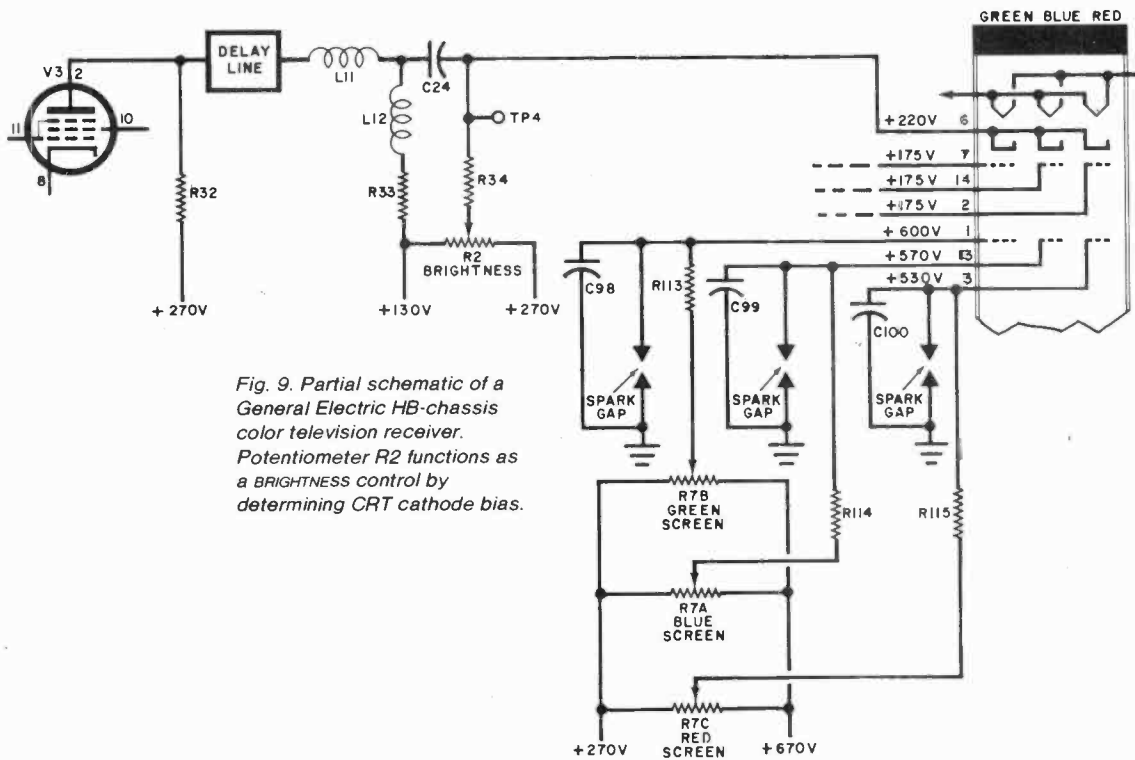 GREEN BLUE RED
V3
2
11
10
8
DELAY
LINE
L11
C24
L12
TP4
R32
R33
R34
R2
BRIGHTNESS
+270V
+130V
+270V
+220V 6
+175V 7
+175V 14
+175V 2
+600V 1
+570V 13
+530V 3
C98
R113
C99
C100
SPARK
GAP
SPARK
GAP
SPARK
GAP
Fig. 9. Partial schematic of a
General Electric HB-chassis
color television receiver.
Potentiometer R2 functions as
a BRIGHTNESS control by
determining CRT cathode bias.
R7B
GREEN
SCREEN
R114
R115
R7A
BLUE
SCREEN
R7C
RED
SCREEN
+270V
+670V